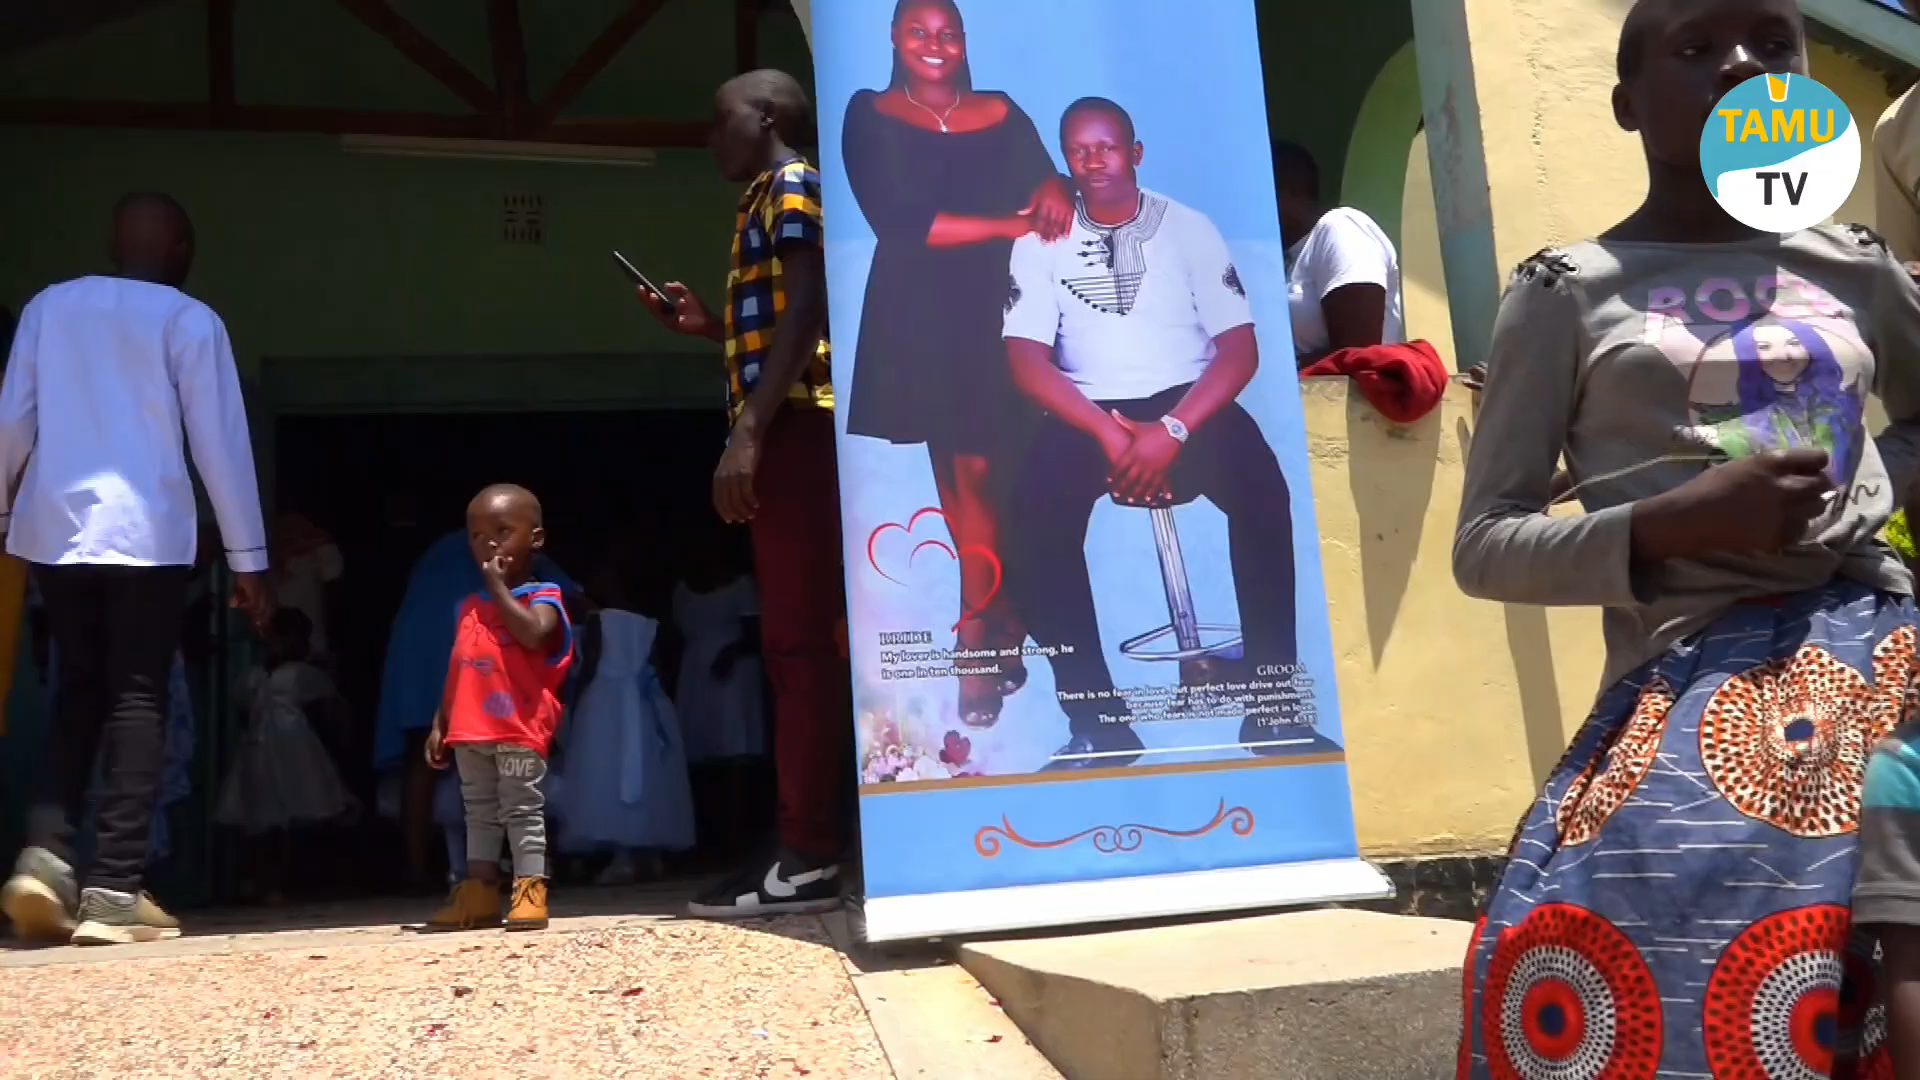 TAMU
TV
ROCK
BRIDE
My lover is handsome and strong, he
is one in ten thousand.
GROOM
There is no fear in love. But perfect love drive out fear
because fear has to do with punishment.
The one who fears is not made perfect in love.
(1 John 4:18)
LOVE